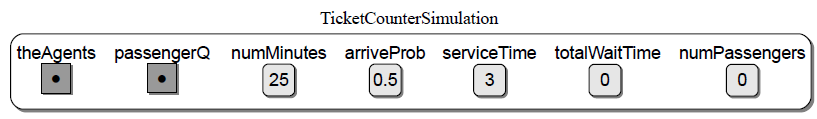 TicketCounterSimulation
theAgents passengerQ numMinutes arriveProb serviceTime totalWaitTime numPassengers
25 0.5 3 0 0